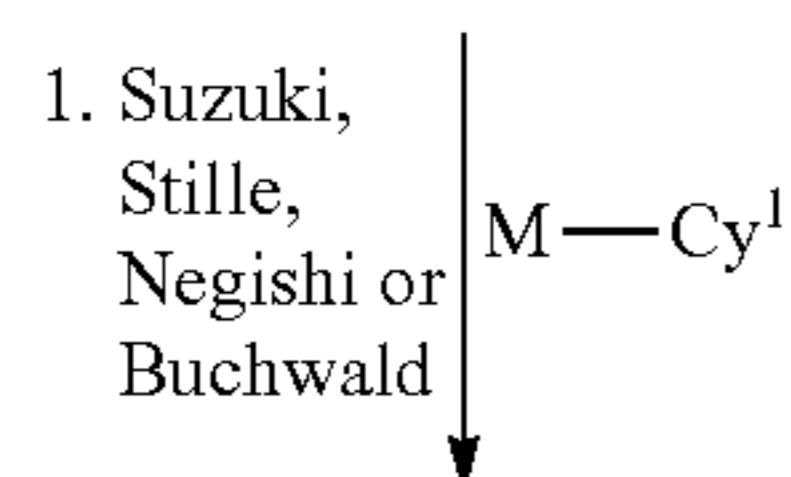 1. Suzuki,
Stille,
M—Cy¹
Negishi or
Buchwald